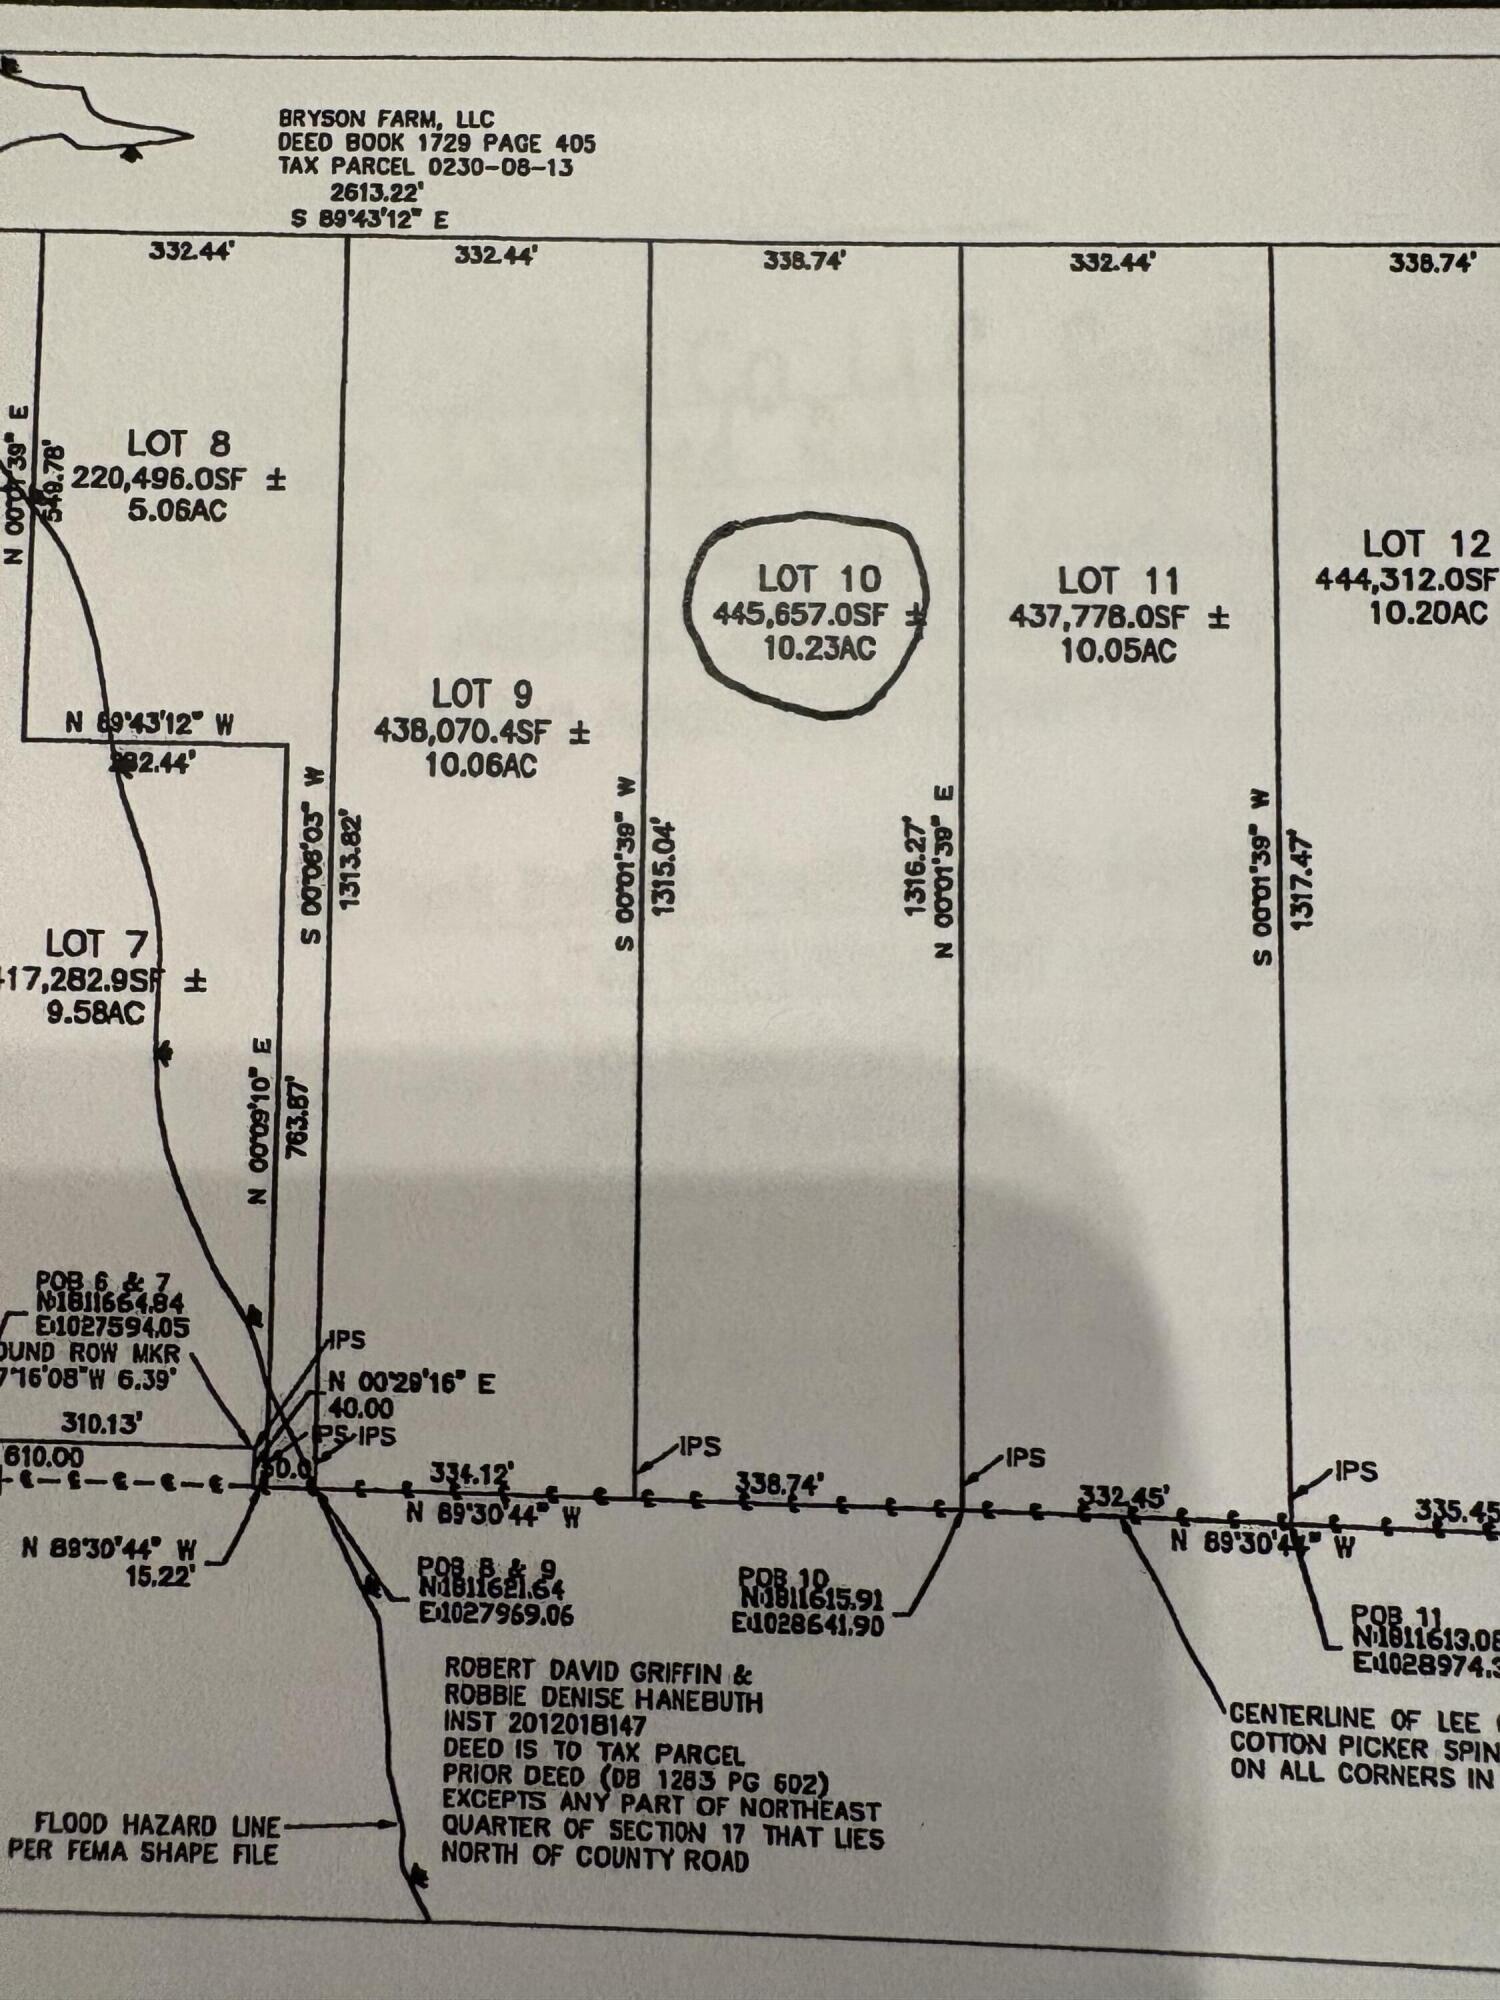 BRYSON FARM, LLC
DEED BOOK 1729 PAGE 405
TAX PARCEL 0230-08-13
2613.22'
S 89°43'12" E
332.44'
332.44'
338.74'
332.44'
338.74'
N 00°01'39" E
549.78'
LOT 8
220,496.0SF ±
5.06AC
LOT 10
445,657.0SF ±
10.23AC
LOT 11
437,778.0SF ±
10.05AC
LOT 12
444,312.0SF
10.20AC
LOT 9
438,070.4SF ±
10.06AC
N 89°43'12" W
282.44'
S 00°06'03" W
1313.82'
S 00°01'39" W
1315.04'
1316.27'
N 00°01'39" E
S 00°01'39" W
1317.47'
LOT 7
17,282.9SF ±
9.58AC
N 00°09'10" E
763.87'
POB 6 & 7
N:1811664.84
E:1027594.05
OUND ROW MKR
7°16'08"W 6.39'
310.13'
610.00
IPS
N 00°29'16" E
40.00
IPS
IPS
50.0
334.12'
N 89°30'44" W
IPS
338.74'
IPS
332.45'
N 89°30'44" W
IPS
335.45
N 89°30'44" W
15.22'
POB 8 & 9
N:1811621.64
E:1027969.06
POB 10
N:1811615.91
E:1028641.90
POB 11
N:1811613.08
E:1028974.3
ROBERT DAVID GRIFFIN &
ROBBIE DENISE HANEBUTH
INST 2012018147
DEED IS TO TAX PARCEL
PRIOR DEED (DB 1283 PG 602)
EXCEPTS ANY PART OF NORTHEAST
QUARTER OF SECTION 17 THAT LIES
NORTH OF COUNTY ROAD
CENTERLINE OF LEE
COTTON PICKER SPIN
ON ALL CORNERS IN
FLOOD HAZARD LINE
PER FEMA SHAPE FILE